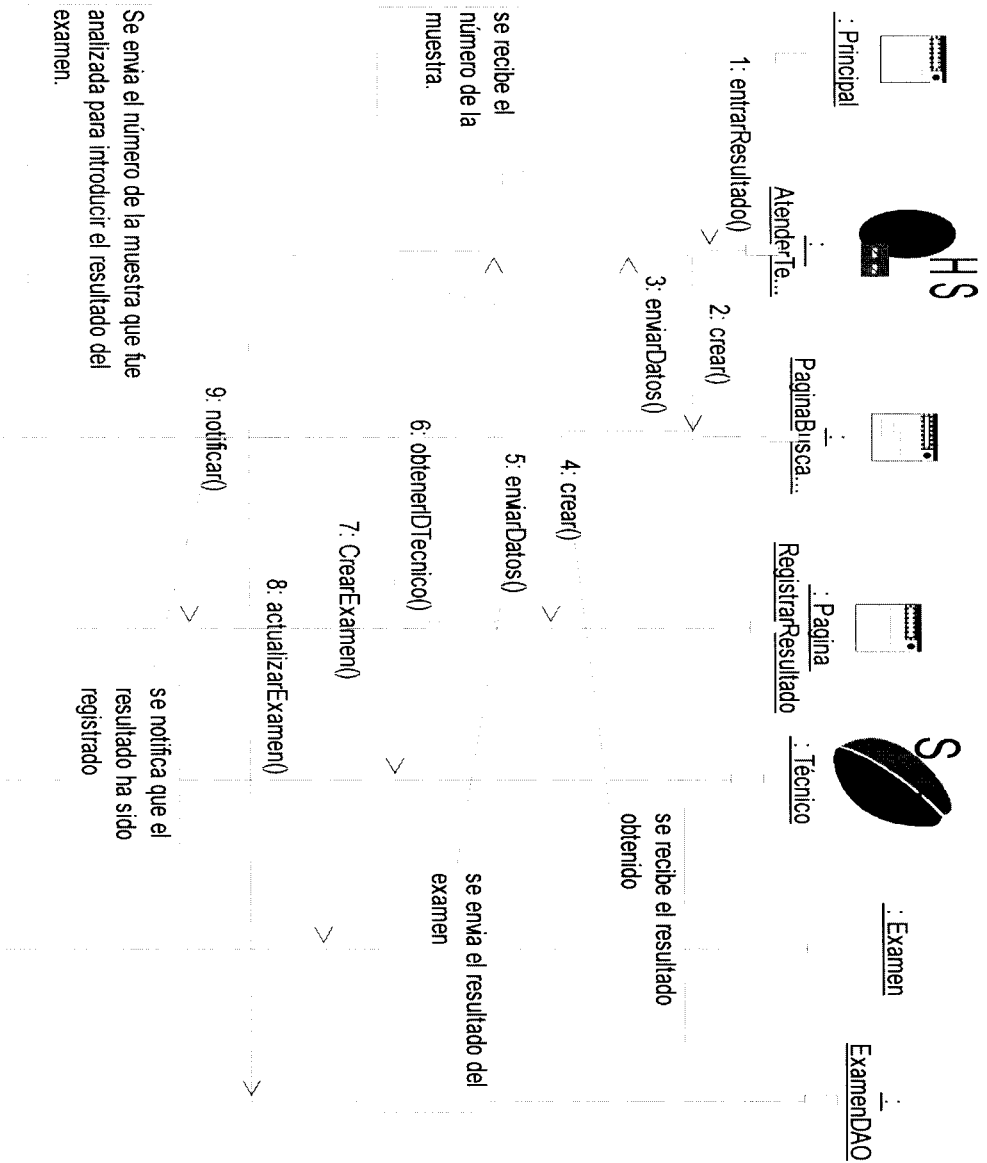 : Principal
HS
:
AtenderTe...
:
PaginaBusca...
: Pagina
RegistrarResultado
S
: Técnico
: Examen
:
ExamenDAO
1: entrarResultado()
2: crear()
3: enviarDatos()
se recibe el resultado
obtenido
4: crear()
5: enviarDatos()
se recibe el
número de la
muestra.
se envia el resultado del
examen
6: obtenerIDTecnico()
7: CrearExamen()
8: actualizarExamen()
9: notificar()
se notifica que el
resultado ha sido
registrado
Se envia el número de la muestra que fue
analizada para introducir el resultado del
examen.